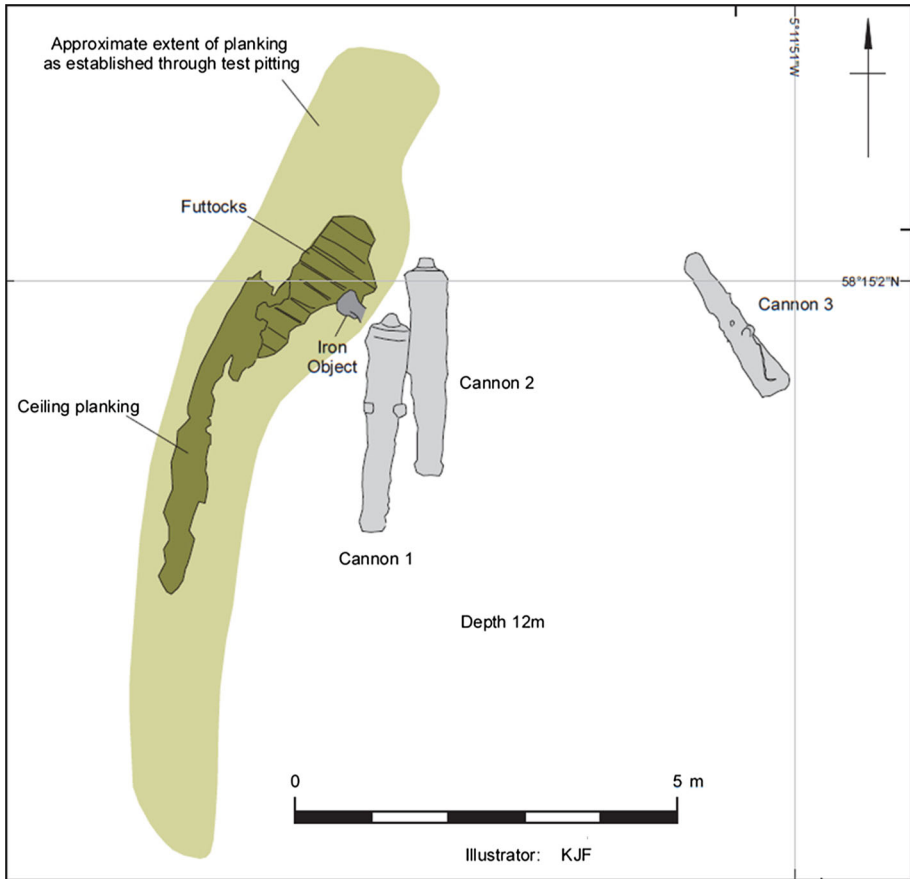 Approximate extent of planking
as established through test pitting
5°11'51"W
Futtocks
58°15'2"N
Cannon 3
Iron
Object
Cannon 2
Ceiling planking
Cannon 1
Depth 12m
0
5 m
Illustrator: KJF